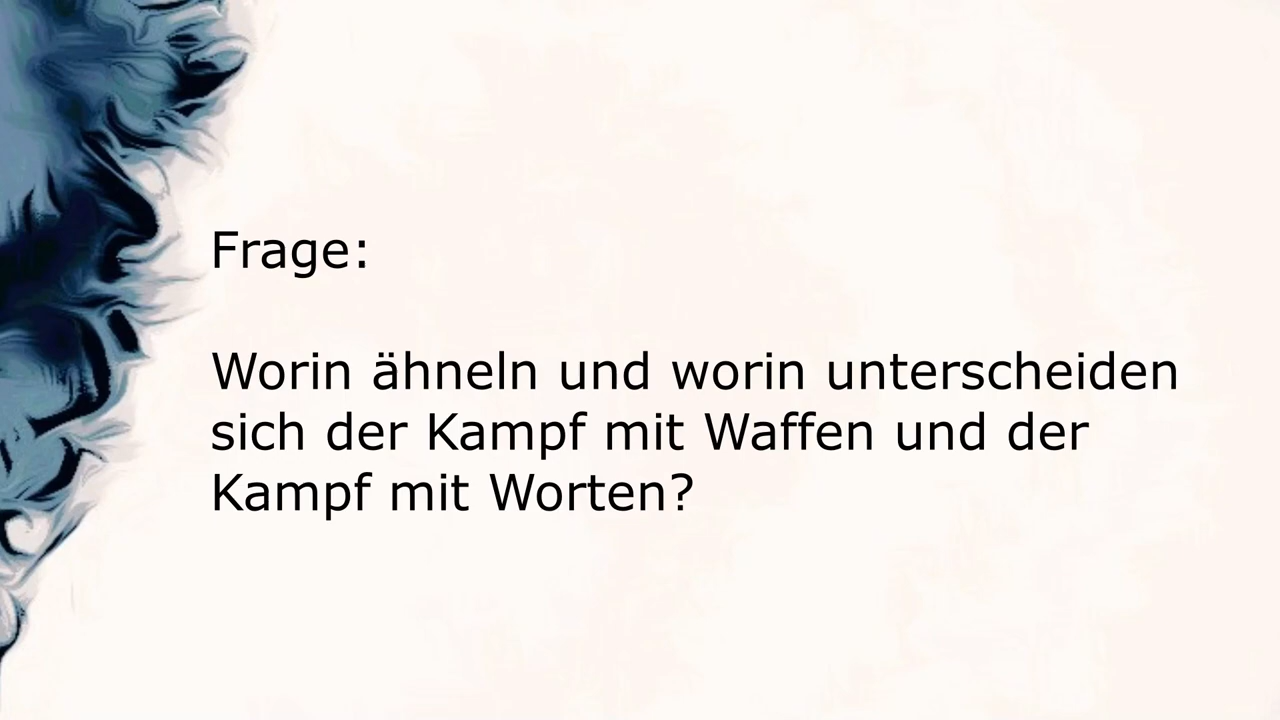 Frage:
Worin ähneln und worin unterscheiden
sich der Kampf mit Waffen und der
Kampf mit Worten?